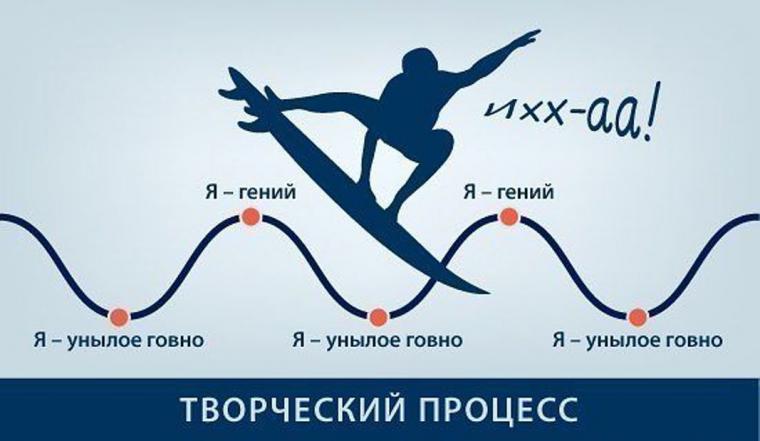 ихх-аа!
Я – гений
Я – гений
Я – унылое говно
Я – унылое говно
Я – унылое говно
ТВОРЧЕСКИЙ ПРОЦЕСС